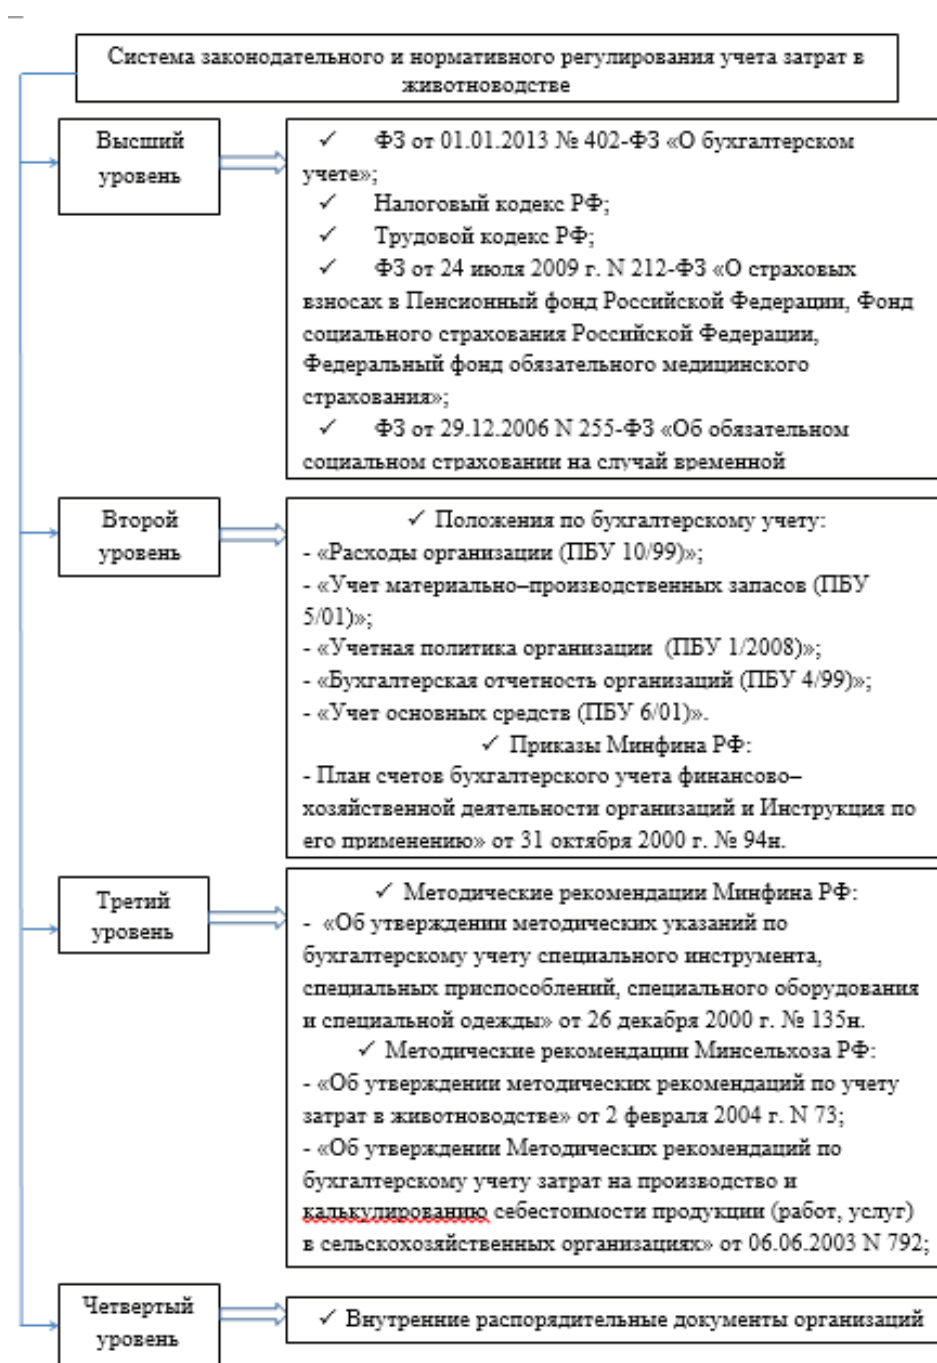 Система законодательного и нормативного регулирования учета затрат в
животноводстве
Высший
уровень
✓ ФЗ от 01.01.2013 № 402-ФЗ «О бухгалтерском
учете»;
✓ Налоговый кодекс РФ;
✓ Трудовой кодекс РФ;
✓ ФЗ от 24 июля 2009 г. N 212-ФЗ «О страховых
взносах в Пенсионный фонд Российской Федерации, Фонд
социального страхования Российской Федерации,
Федеральный фонд обязательного медицинского
страхования»;
✓ ФЗ от 29.12.2006 N 255-ФЗ «Об обязательном
социальном страховании на случай временной
Второй
уровень
✓ Положения по бухгалтерскому учету:
- «Расходы организации (ПБУ 10/99)»;
- «Учет материально–производственных запасов (ПБУ
5/01)»;
- «Учетная политика организации (ПБУ 1/2008)»;
- «Бухгалтерская отчетность организаций (ПБУ 4/99)»;
- «Учет основных средств (ПБУ 6/01)».
✓ Приказы Минфина РФ:
- План счетов бухгалтерского учета финансово–
хозяйственной деятельности организаций и Инструкция по
его применению» от 31 октября 2000 г. № 94н.
Третий
уровень
✓ Методические рекомендации Минфина РФ:
- «Об утверждении методических указаний по
бухгалтерскому учету специального инструмента,
специальных приспособлений, специального оборудования
и специальной одежды» от 26 декабря 2000 г. № 135н.
✓ Методические рекомендации Минсельхоза РФ:
- «Об утверждении методических рекомендаций по учету
затрат в животноводстве» от 2 февраля 2004 г. N 73;
- «Об утверждении Методических рекомендаций по
бухгалтерскому учету затрат на производство и
калькулированию себестоимости продукции (работ, услуг)
в сельскохозяйственных организациях» от 06.06.2003 N 792;
Четвертый
уровень
✓ Внутренние распорядительные документы организаций